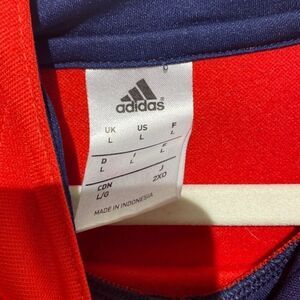 adidas
UK US F
L L L
D I E
L L L
CDN J
L/G 2XO
MADE IN INDONESIA